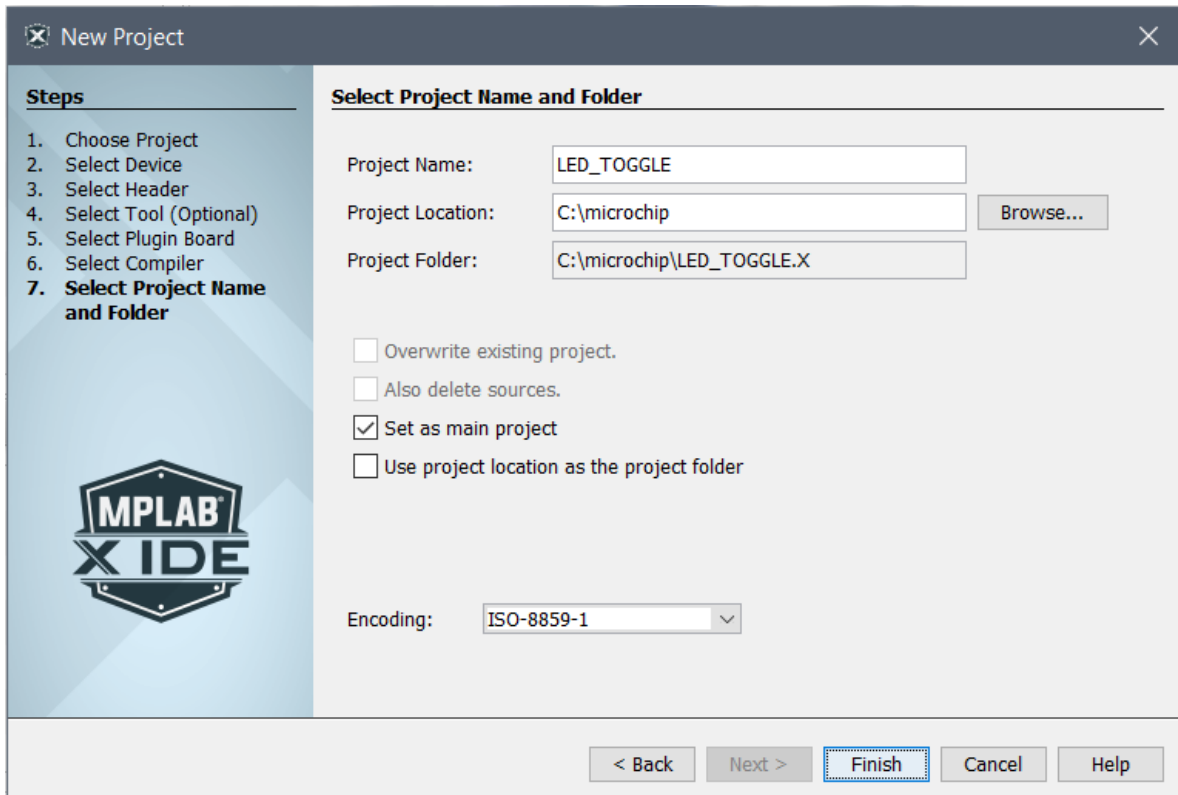 New Project
Steps
1. Choose Project
2. Select Device
3. Select Header
4. Select Tool (Optional)
5. Select Plugin Board
6. Select Compiler
7. Select Project Name
and Folder
MPLAB®
X IDE
Select Project Name and Folder
Project Name: LED_TOGGLE
Project Location: C:\microchip Browse...
Project Folder: C:\microchip\LED_TOGGLE.X
Overwrite existing project.
Also delete sources.
Set as main project
Use project location as the project folder
Encoding: ISO-8859-1
< Back Next > Finish Cancel Help